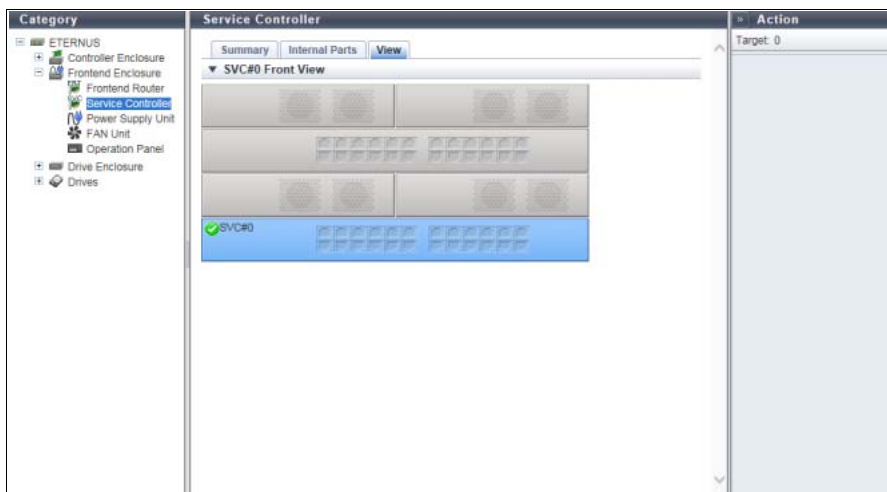 Category
ETERNUS
Controller Enclosure
Frontend Enclosure
Frontend Router
Service Controller
Power Supply Unit
FAN Unit
Operation Panel
Drive Enclosure
Drives
Service Controller
Summary Internal Parts View
▼ SVC#0 Front View
SVC#0
» Action
Target: 0